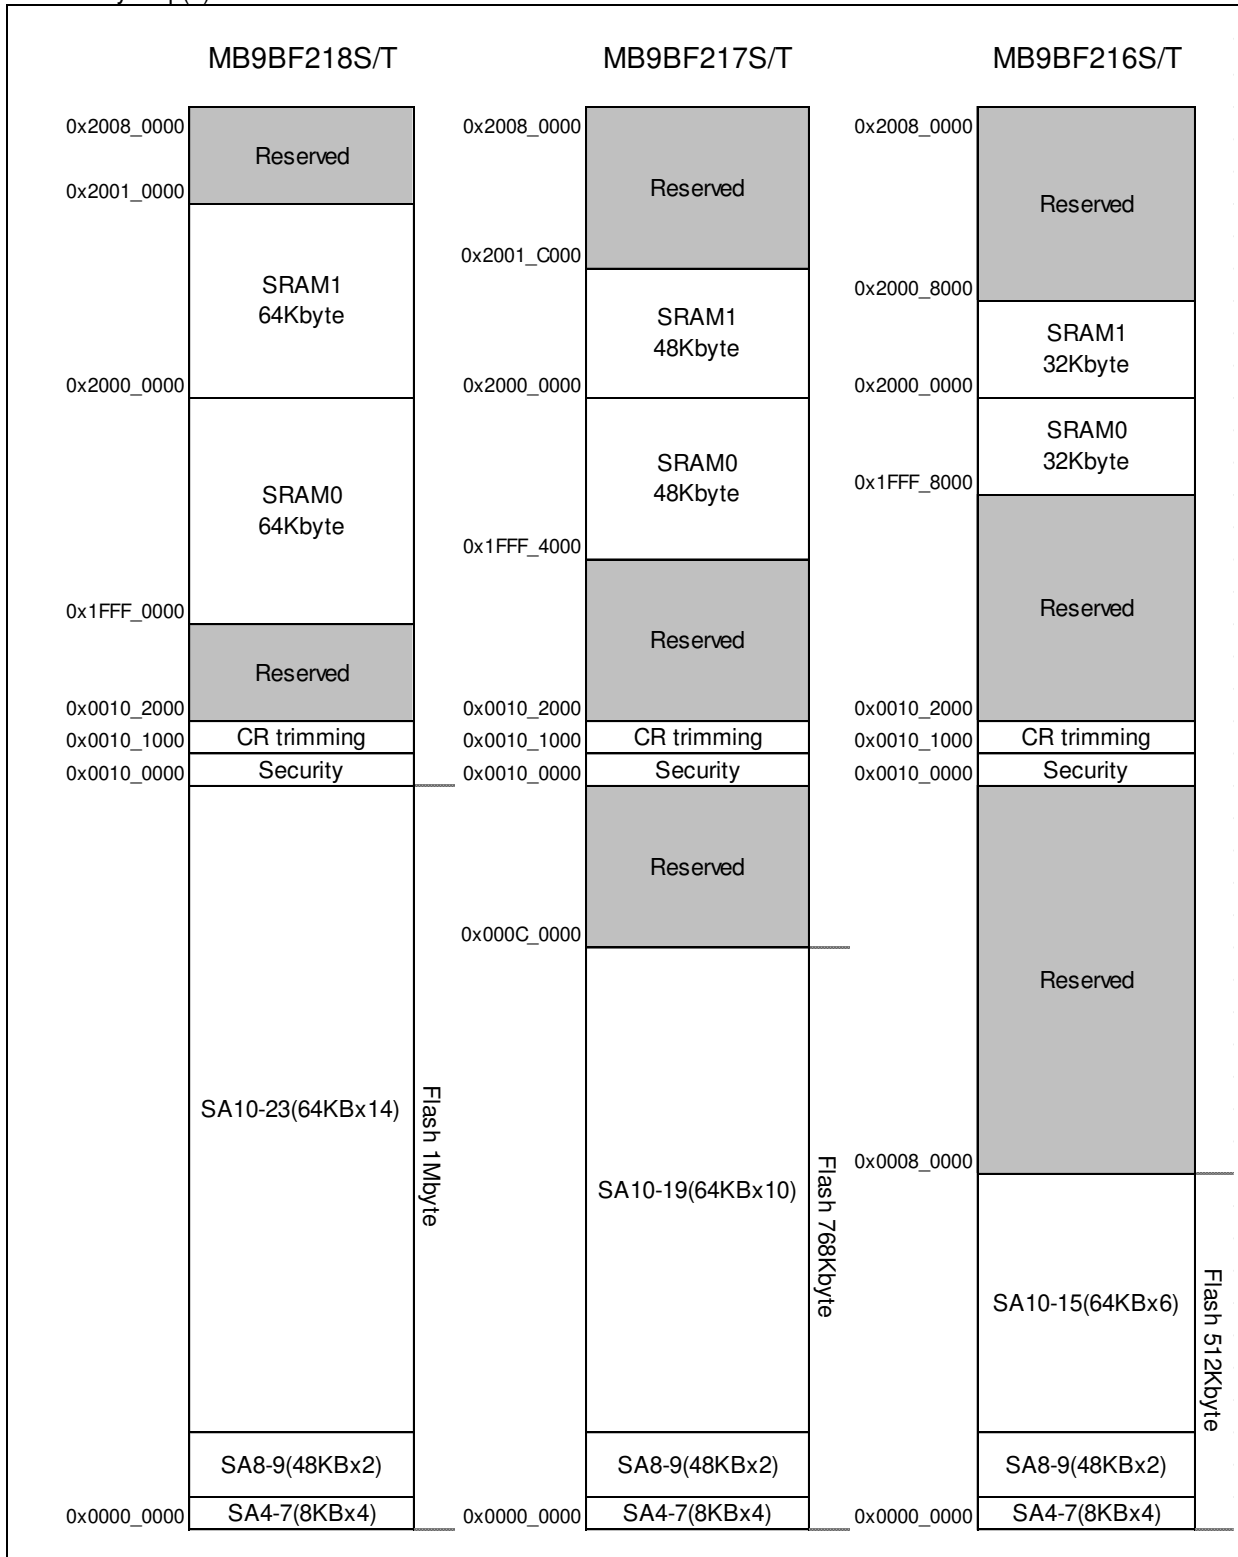 MB9BF218S/T
0x2008_0000
Reserved
0x2001_0000
SRAM1
64Kbyte
0x2000_0000
SRAM0
64Kbyte
0x1FFF_0000
Reserved
0x0010_2000
CR trimming
0x0010_1000
Security
0x0010_0000
SA10-23(64KBx14)
Flash 1Mbyte
SA8-9(48KBx2)
SA4-7(8KBx4)
0x0000_0000
MB9BF217S/T
0x2008_0000
Reserved
0x2001_C000
SRAM1
48Kbyte
0x2000_0000
SRAM0
48Kbyte
0x1FFF_4000
Reserved
0x0010_2000
CR trimming
0x0010_1000
Security
0x0010_0000
Reserved
0x000C_0000
SA10-19(64KBx10)
Flash 768Kbyte
SA8-9(48KBx2)
SA4-7(8KBx4)
0x0000_0000
MB9BF216S/T
0x2008_0000
Reserved
0x2000_8000
SRAM1
32Kbyte
0x2000_0000
SRAM0
32Kbyte
0x1FFF_8000
Reserved
0x0010_2000
CR trimming
0x0010_1000
Security
0x0010_0000
Reserved
0x0008_0000
SA10-15(64KBx6)
Flash 512Kbyte
SA8-9(48KBx2)
SA4-7(8KBx4)
0x0000_0000